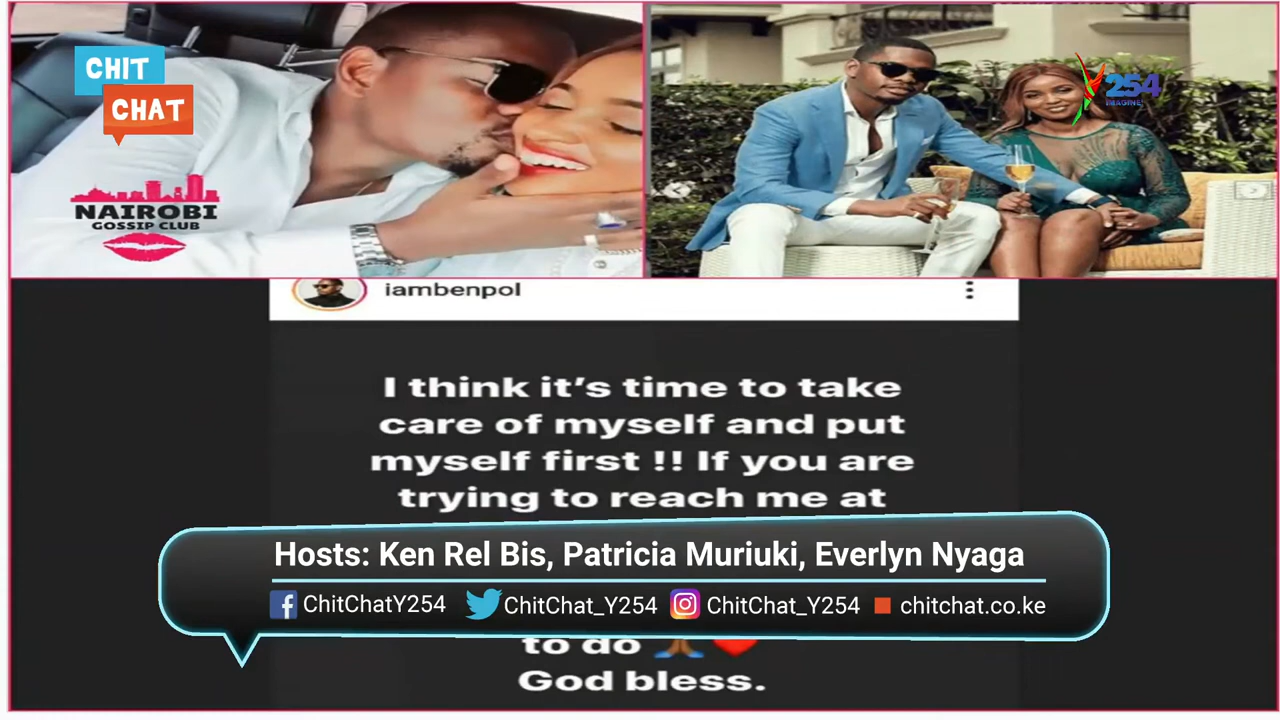 CHIT
CHAT
NAIROBI
GOSSIP CLUB
254
IMAGINE!
iambenpol
I think it's time to take
care of myself and put
myself first !! If you are
trying to reach me at
Hosts: Ken Rel Bis, Patricia Muriuki, Everlyn Nyaga
ChitChatY254
ChitChat_Y254
ChitChat_Y254
chitchat.co.ke
to do 🙏🏾❤️
God bless.